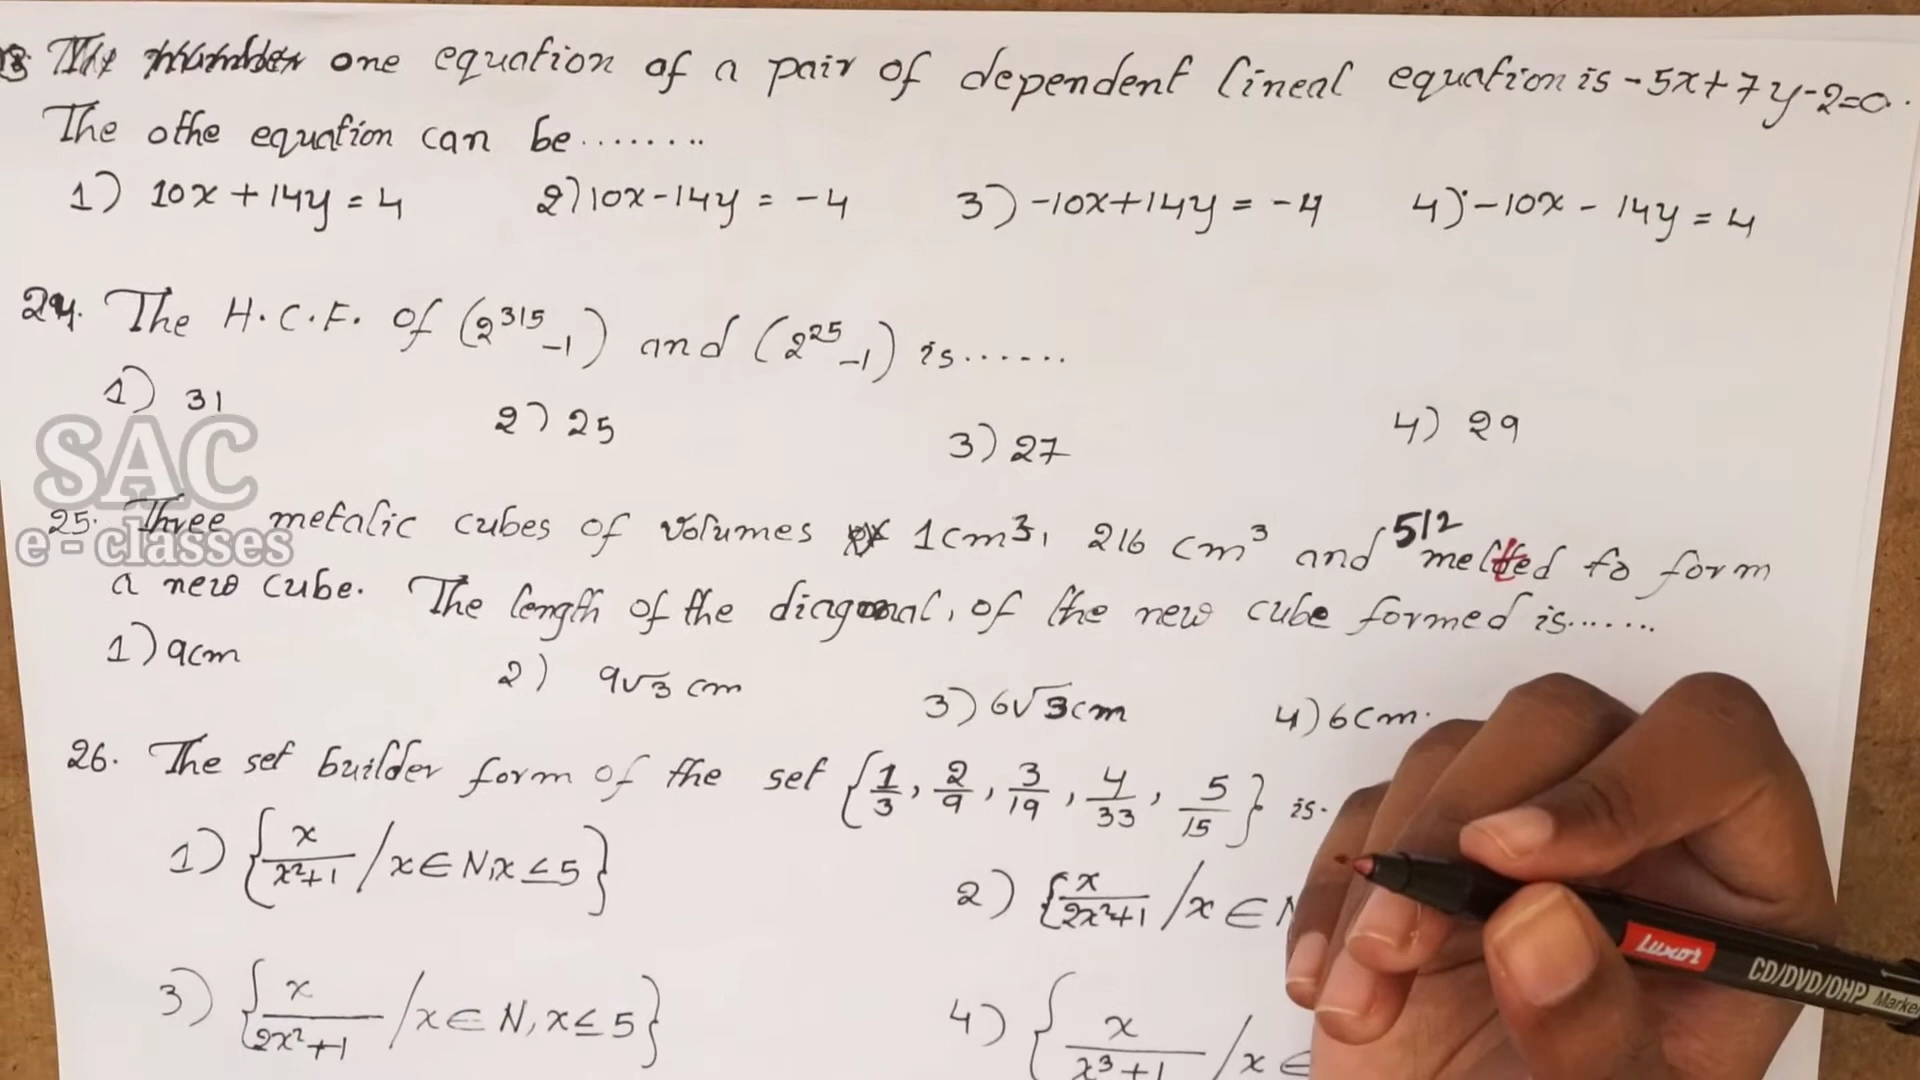 one equation of a pair of dependent lineal equation is -5x+7y-2=0.
The othe equation can be........
1) 10x + 14y = 4 2) 10x - 14y = -4 3) -10x+14y = -4 4) -10x - 14y = 4
24. The H.C.F. of (2³¹⁵-1) and (2²⁵-1) is......
1) 31 2) 25 3) 27 4) 29
SAC
e - classes
25. Three metalic cubes of volumes 1cm³, 216 cm³ and 512 melted to form
a new cube. The length of the diagonal, of the new cube formed is.......
1) 9cm 2) 9√3 cm 3) 6√3cm 4) 6cm.
26. The set builder form of the set {1/3, 2/9, 3/19, 4/33, 5/15} is.
1) {x/x²+1 / x ∈ N, x ≤ 5} 2) {x/2x²+1 / x ∈ N
3) {x/2x²+1 / x ∈ N, x ≤ 5} 4) {x/x³+1 / x ∈
Luxor
CD/DVD/OHP Marker